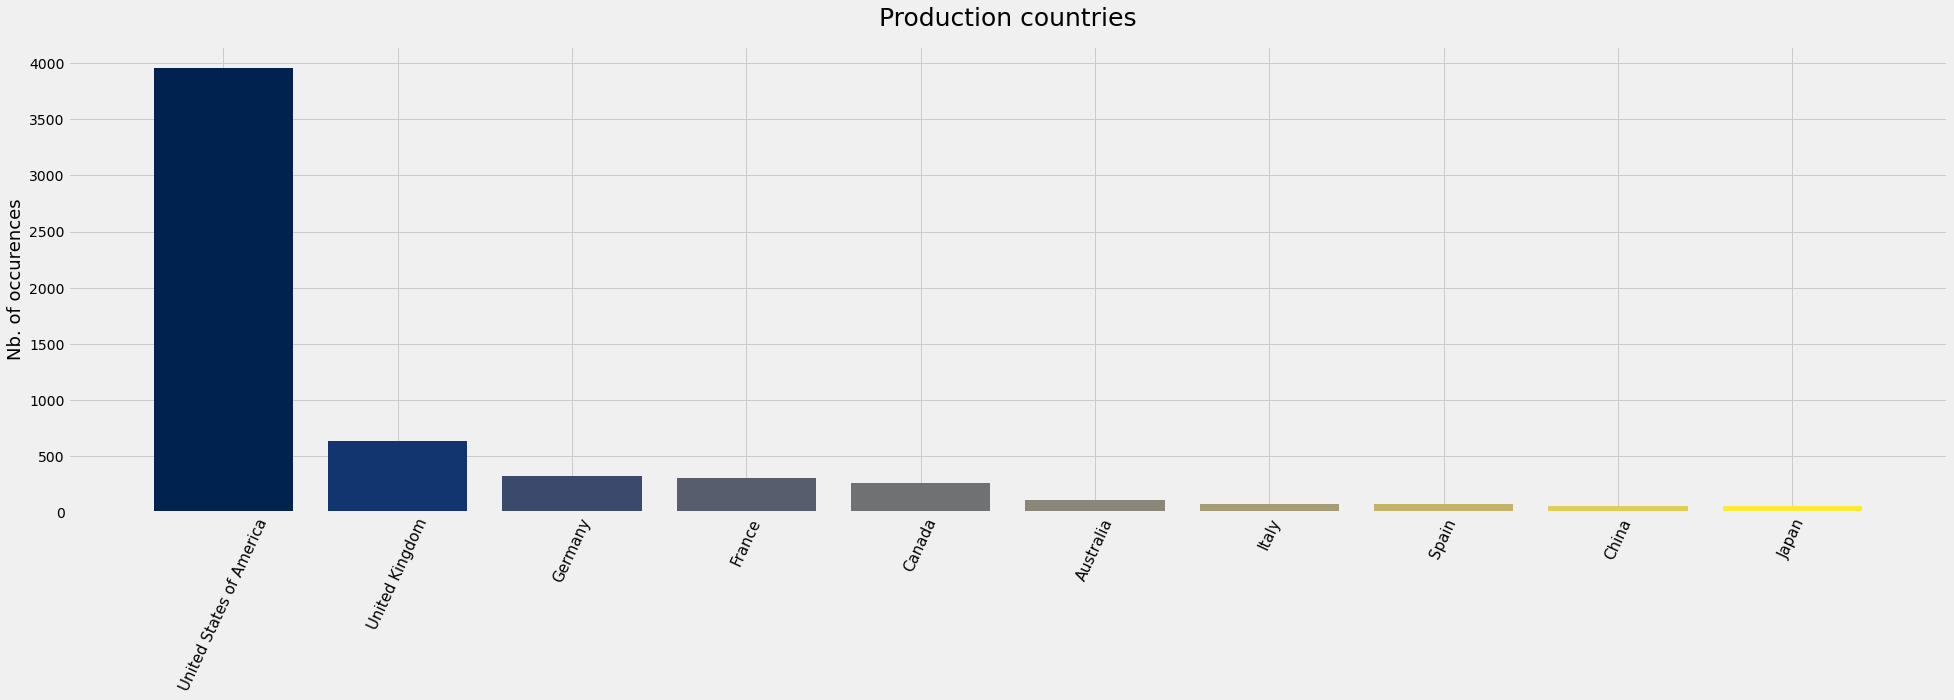 Production countries
Nb. of occurences
4000
3500
3000
2500
2000
1500
1000
500
0
United States of America
United Kingdom
Germany
France
Canada
Australia
Italy
Spain
China
Japan